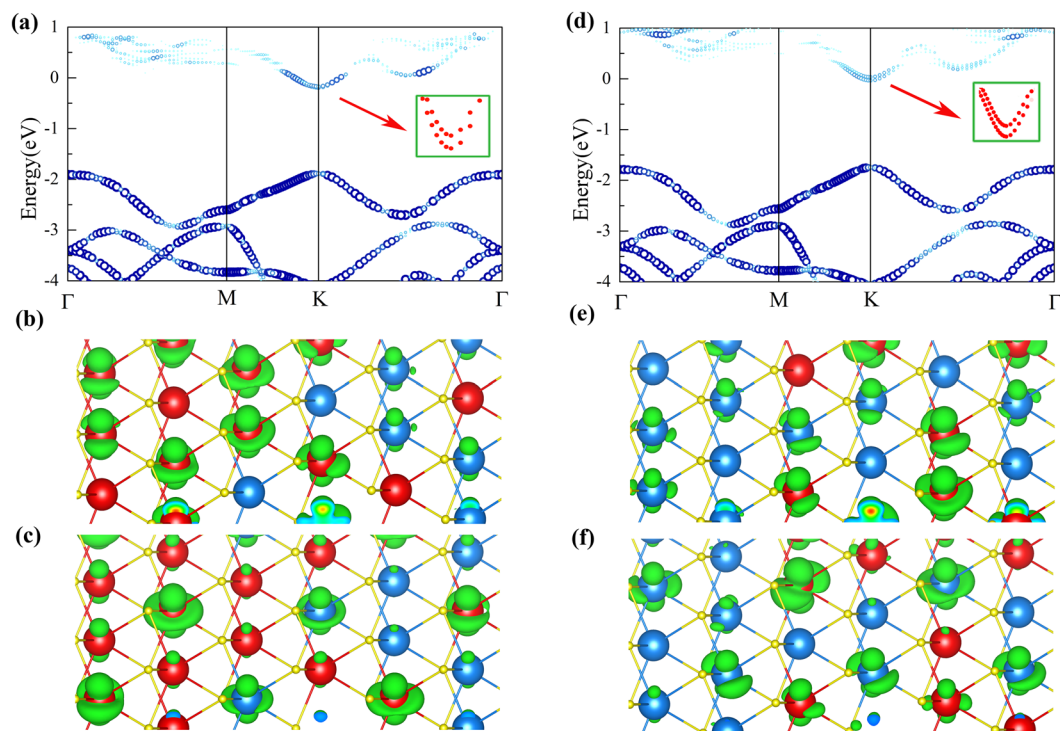 (a)
1
0
-1
-2
-3
-4
Energy(eV)
Γ
M
K
Γ
(d)
1
0
-1
-2
-3
-4
Energy(eV)
Γ
M
K
Γ
(b)
(e)
(c)
(f)